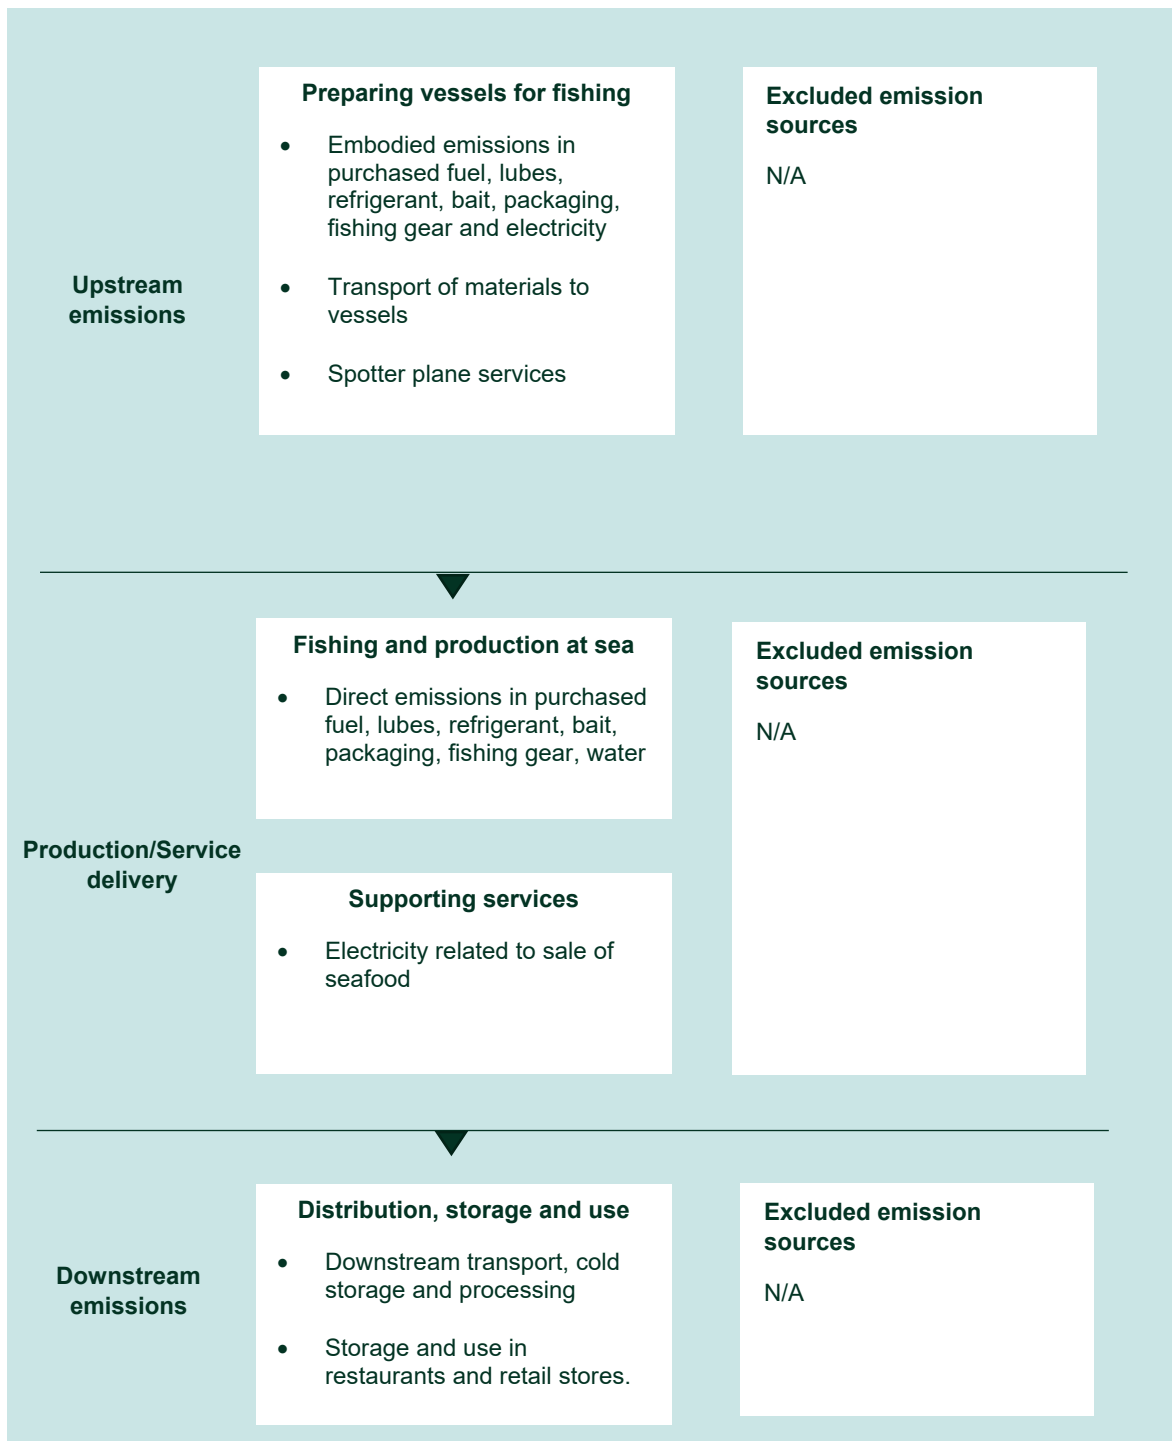 Preparing vessels for fishing
• Embodied emissions in
purchased fuel, lubes,
refrigerant, bait, packaging,
fishing gear and electricity
• Transport of materials to
vessels
• Spotter plane services
Excluded emission
sources
N/A
Upstream
emissions
Fishing and production at sea
• Direct emissions in purchased
fuel, lubes, refrigerant, bait,
packaging, fishing gear, water
Excluded emission
sources
N/A
Production/Service
delivery
Supporting services
• Electricity related to sale of
seafood
Distribution, storage and use
• Downstream transport, cold
storage and processing
• Storage and use in
restaurants and retail stores.
Excluded emission
sources
N/A
Downstream
emissions